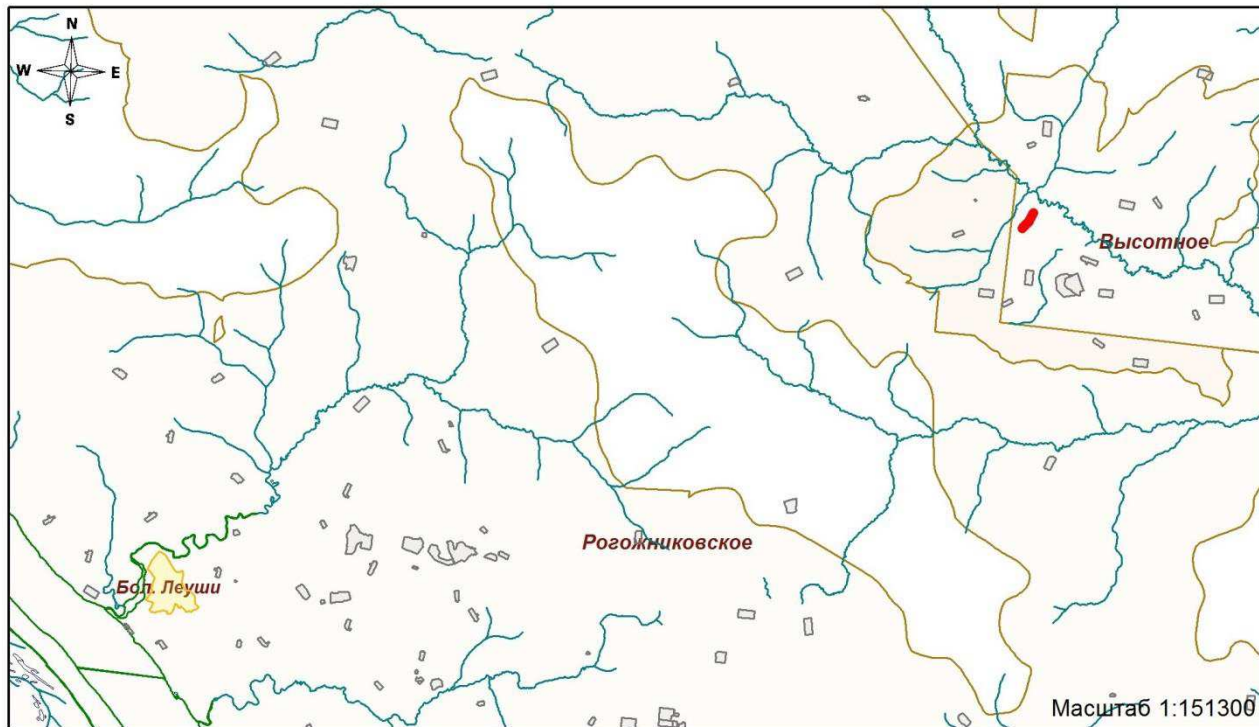 N
W E
S
Высотное
Рогожниковское
Бол. Леуши
Масштаб 1:151300